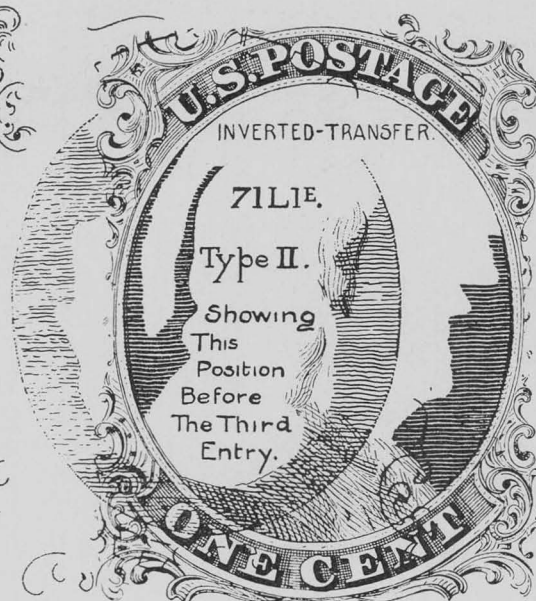 U.S.POSTAGE
INVERTED-TRANSFER.
71L1E.
Type II.
Showing
This
Position
Before
The Third
Entry.
ONE CENT